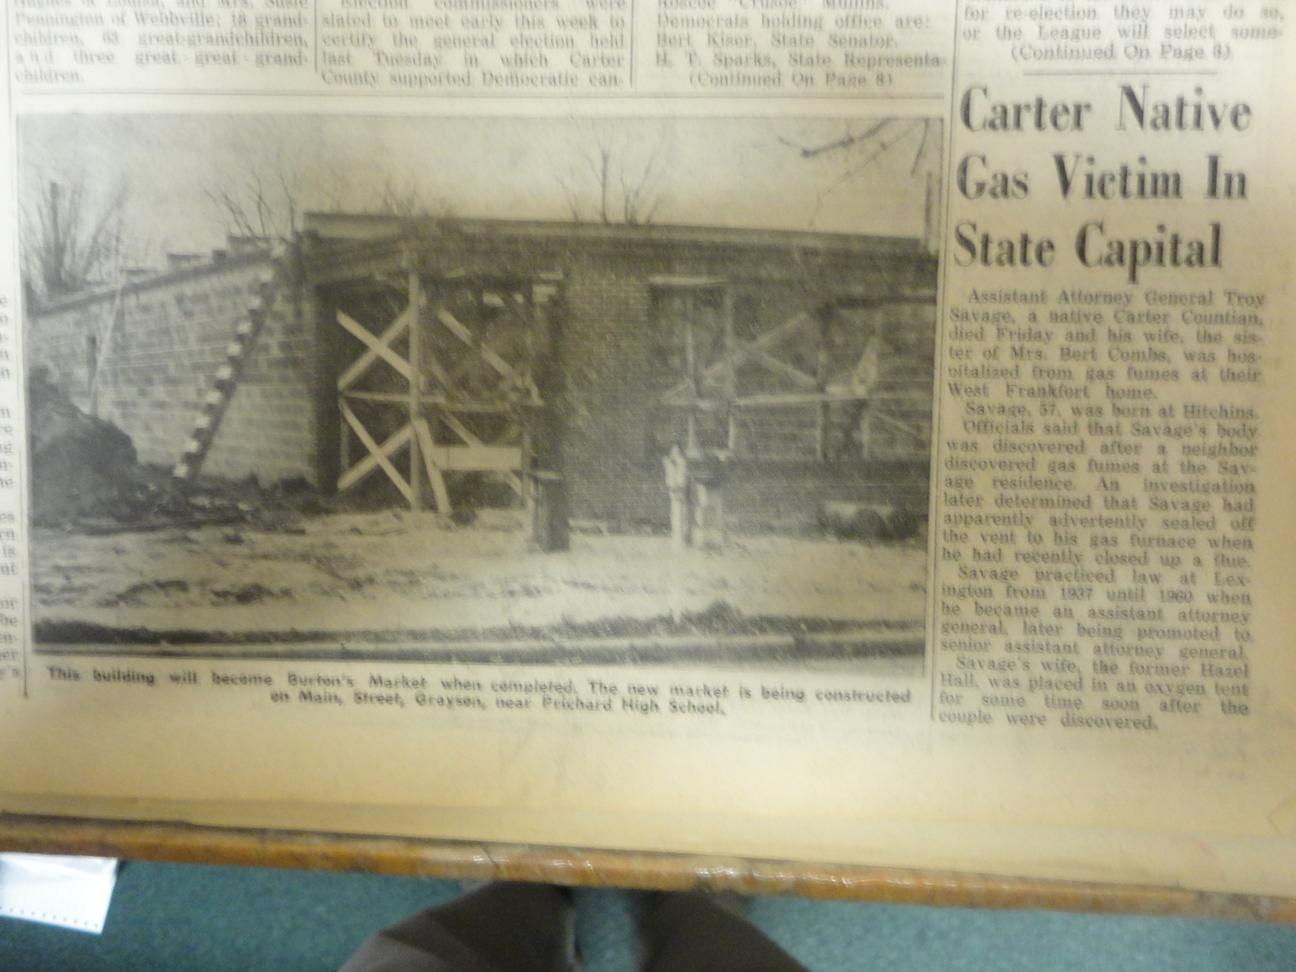 Pennington of Webbville; 18 grand-
children, 63 great-grandchildren,
and three great-great-grand-
children.
Election commissioners were
slated to meet early this week to
certify the general election held
last Tuesday in which Carter
County supported Democratic can-
Roscoe "Crusoe" Mullins.
Democrats holding office are:
Bert Kiser, State Senator.
H. T. Sparks, State Representa-
(Continued On Page 8)
for re-election they may do so,
or the League will select some-
(Continued On Page 8)
This building will become Burton's Market when completed. The new market is being constructed
on Main, Street, Grayson, near Prichard High School.
Carter Native
Gas Victim In
State Capital
Assistant Attorney General Troy
Savage, a native Carter Countian,
died Friday and his wife, the sis-
ter of Mrs. Bert Combs, was hos-
pitalized from gas fumes at their
West Frankfort home.
Savage, 57, was born at Hitchins.
Officials said that Savage's body
was discovered after a neighbor
discovered gas fumes at the Sav-
age residence. An investigation
later determined that Savage had
apparently advertently sealed off
the vent to his gas furnace when
he had recently closed up a flue.
Savage practiced law at Lex-
ington from 1937 until 1960 when
he became an assistant attorney
general, later being promoted to
senior assistant attorney general.
Savage's wife, the former Hazel
Hall, was placed in an oxygen tent
for some time soon after the
couple were discovered.